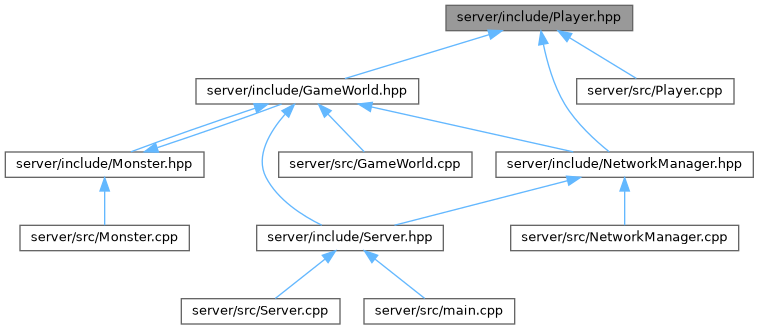 server/include/Player.hpp
server/include/GameWorld.hpp
server/src/Player.cpp
server/include/Monster.hpp
server/src/GameWorld.cpp
server/include/NetworkManager.hpp
server/src/Monster.cpp
server/include/Server.hpp
server/src/NetworkManager.cpp
server/src/Server.cpp
server/src/main.cpp